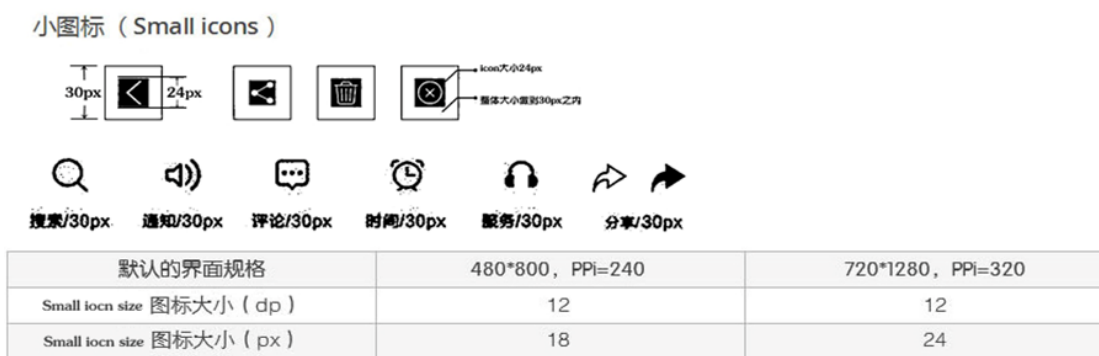 小图标（Small icons）
30px
24px
icon大小24px
整体大小做到30px之内
搜索/30px
通知/30px
评论/30px
时间/30px
服务/30px
分享/30px
默认的界面规格 480*800，PPi=240 720*1280，PPi=320
Small iocn size 图标大小（dp） 12 12
Small iocn size 图标大小（px） 18 24